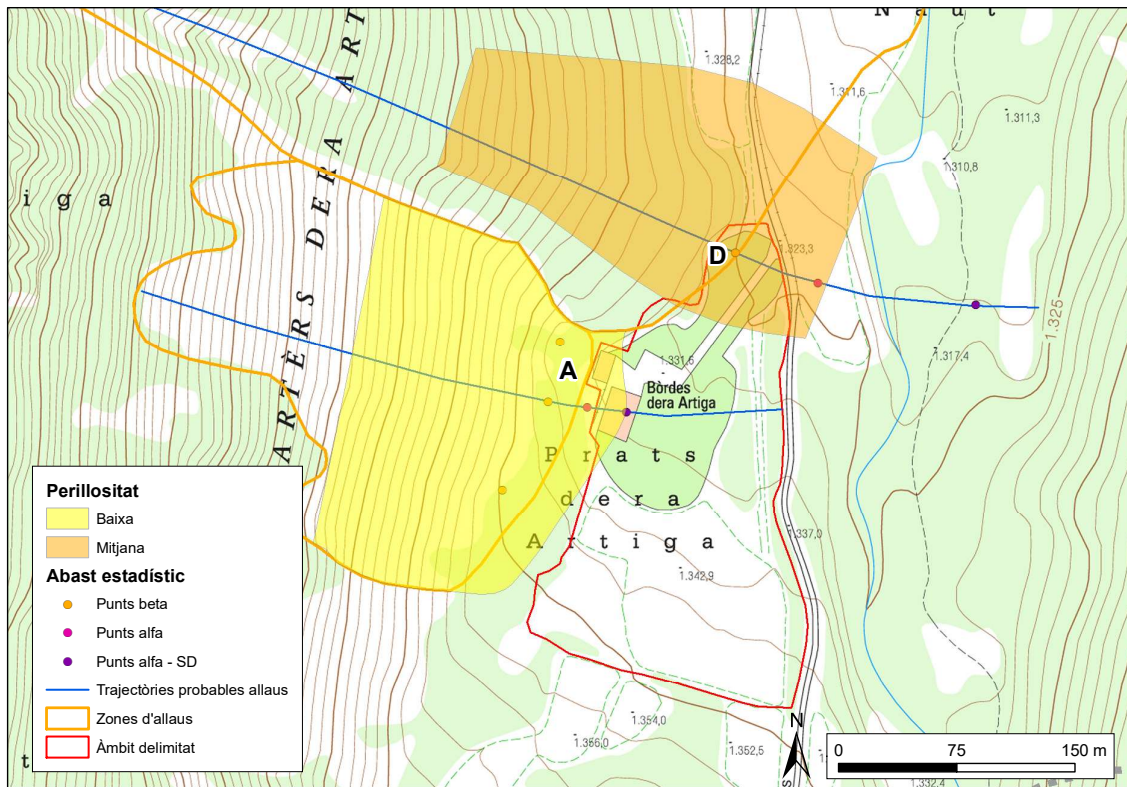 N a u t
1.328,2
1.311,6
1.311,3
1.310,8
i g a
ARTÈRS DERA ART
D
1.323,3
1.325
1.317,4
1.331,6
A
Bòrdes
dera Artiga
P r a t s
d e r a
A r t i g a
1.337,0
1.342,9
1.354,0
1.356,0
1.352,5
1.332,4
t
Perillositat
Baixa
Mitjana
Abast estadístic
Punts beta
Punts alfa
Punts alfa - SD
Trajectòries probables allaus
Zones d'allaus
Àmbit delimitat
N
0 75 150 m